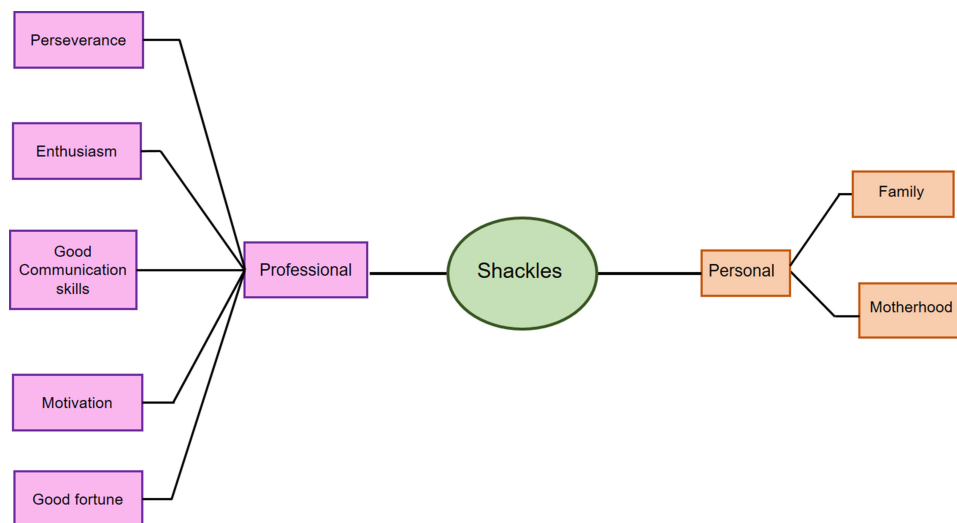 Perseverance
Enthusiasm
Good
Communication
skills
Motivation
Good fortune
Professional
Shackles
Personal
Family
Motherhood